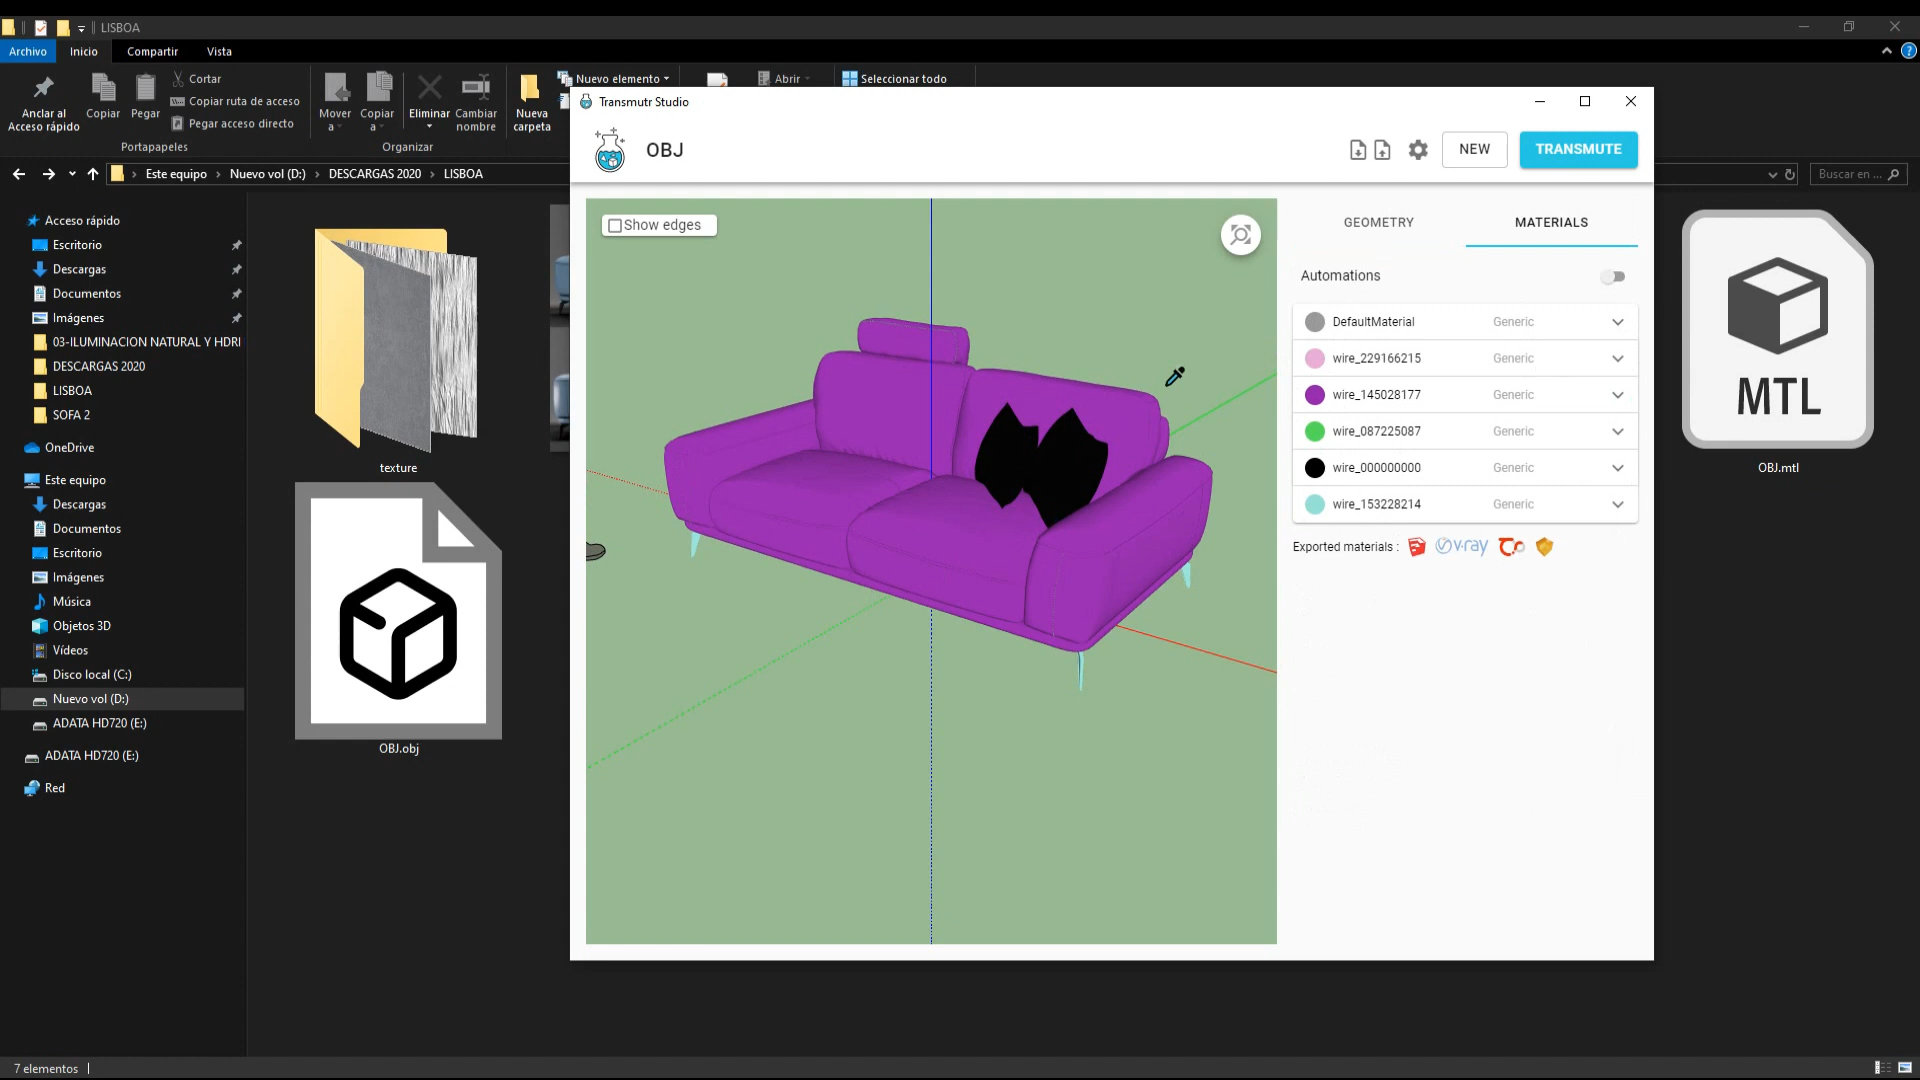 LISBOA
Archivo Inicio Compartir Vista
Anclar al
Acceso rápido
Copiar
Pegar
Cortar
Copiar ruta de acceso
Pegar acceso directo
Portapapeles
Mover
a
Copiar
a
Eliminar
Cambiar
nombre
Organizar
Nueva
carpeta
Nuevo elemento
Abrir
Seleccionar todo
Este equipo > Nuevo vol (D:) > DESCARGAS 2020 > LISBOA
Buscar en ...
Acceso rápido
Escritorio
Descargas
Documentos
Imágenes
03-ILUMINACION NATURAL Y HDRI
DESCARGAS 2020
LISBOA
SOFA 2
OneDrive
Este equipo
Descargas
Documentos
Escritorio
Imágenes
Música
Objetos 3D
Vídeos
Disco local (C:)
Nuevo vol (D:)
ADATA HD720 (E:)
ADATA HD720 (E:)
Red
texture
OBJ.obj
Transmutr Studio
OBJ
NEW
TRANSMUTE
Show edges
GEOMETRY
MATERIALS
Automations
DefaultMaterial Generic
wire_229166215 Generic
wire_145028177 Generic
wire_087225087 Generic
wire_000000000 Generic
wire_153228214 Generic
Exported materials : v-ray
MTL
OBJ.mtl
7 elementos